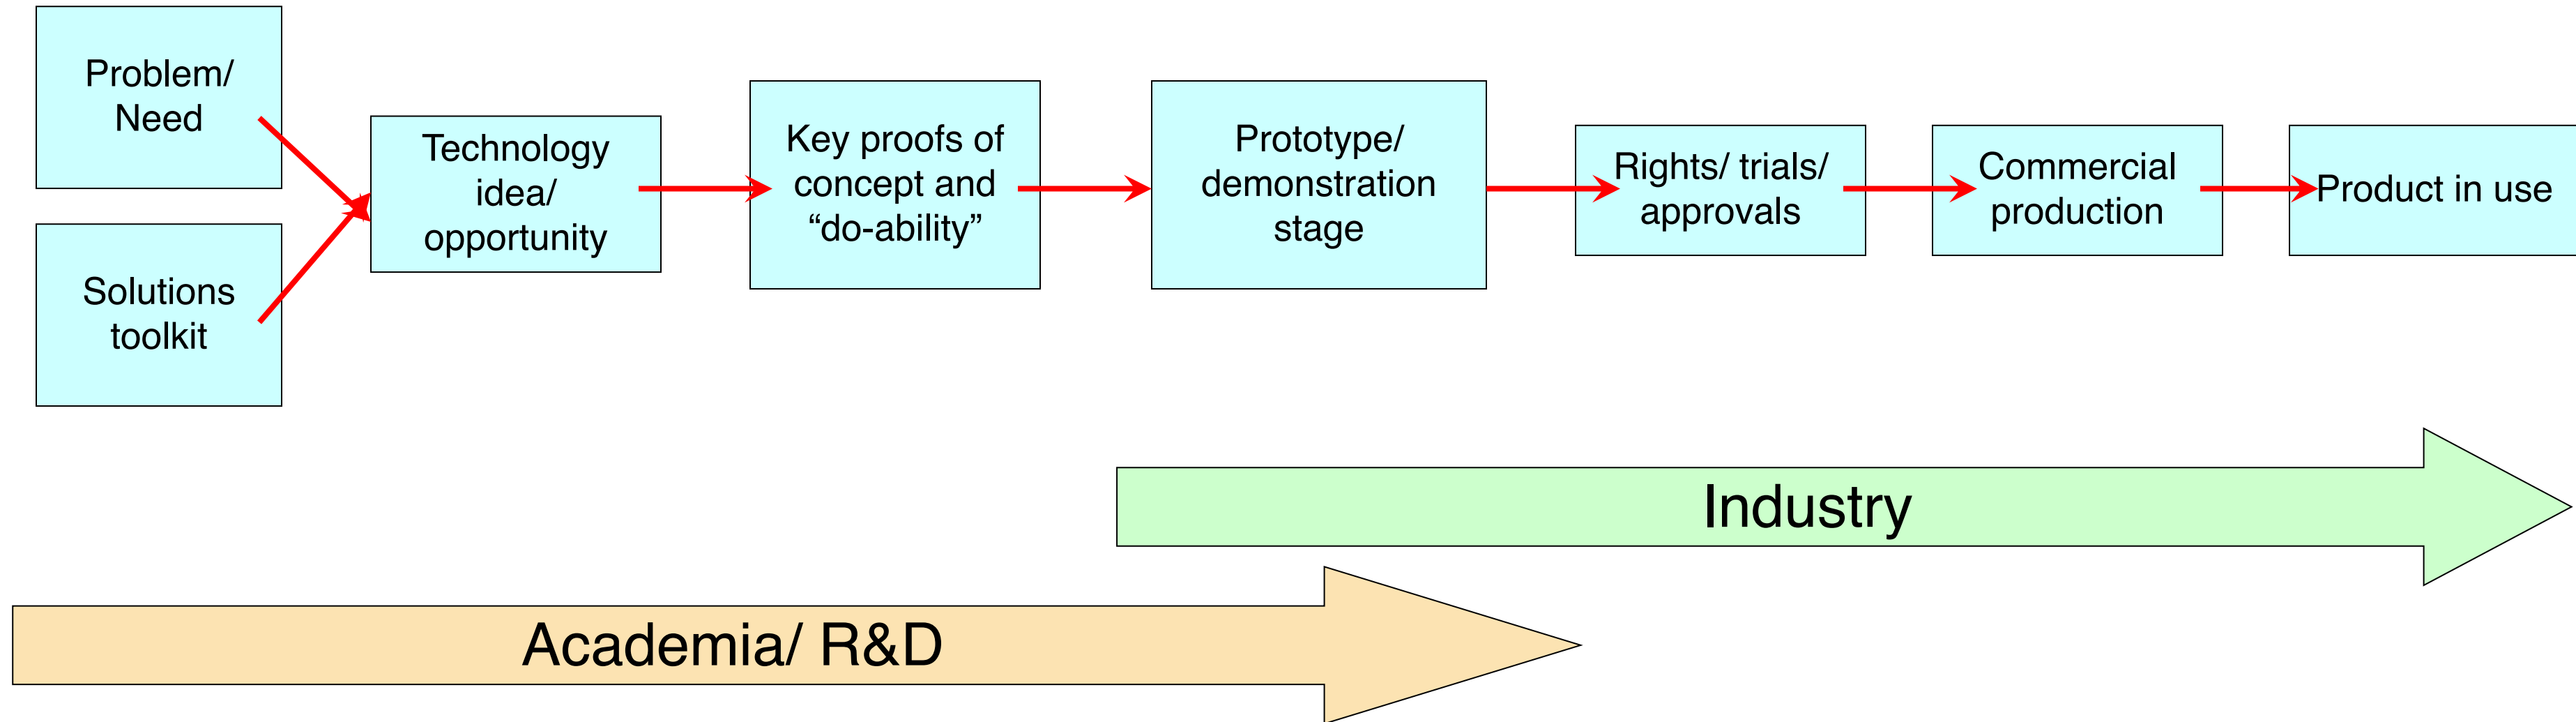 Problem/
Need
Solutions
toolkit
Technology
idea/
opportunity
Key proofs of
concept and
“do-ability”
Prototype/
demonstration
stage
Rights/ trials/
approvals
Commercial
production
Product in use
Industry
Academia/ R&D